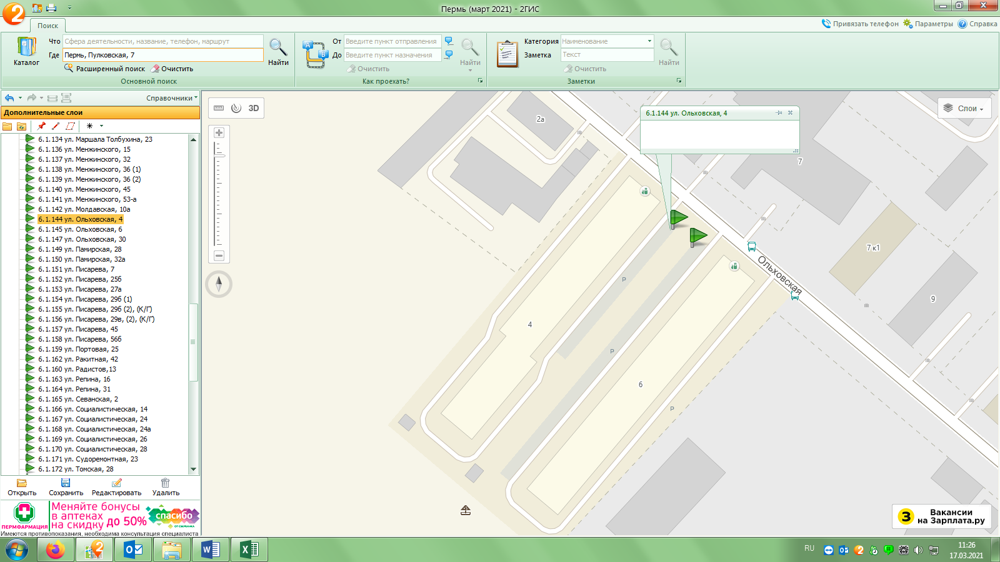 Пермь (март 2021) - 2ГИС
Поиск
Привязать телефон
Параметры
Справка
Каталог
Что
Сфера деятельности, название, телефон, маршрут
Где
Пермь, Пулковская, 7
Расширенный поиск
Очистить
Найти
Основной поиск
От
Введите пункт отправления
До
Введите пункт назначения
Очистить
Найти
Как проехать?
Категория
Наименование
Заметка
Текст
Очистить
Найти
Заметки
Справочники
Дополнительные слои
6.1.134 ул. Маршала Толбухина, 23
6.1.136 ул. Менжинского, 15
6.1.137 ул. Менжинского, 32
6.1.138 ул. Менжинского, 36 (1)
6.1.139 ул. Менжинского, 36 (2)
6.1.140 ул. Менжинского, 45
6.1.141 ул. Менжинского, 53-а
6.1.142 ул. Молдавская, 10а
6.1.144 ул. Ольховская, 4
6.1.145 ул. Ольховская, 6
6.1.147 ул. Ольховская, 30
6.1.149 ул. Памирская, 28
6.1.150 ул. Памирская, 32а
6.1.151 ул. Писарева, 7
6.1.152 ул. Писарева, 25б
6.1.153 ул. Писарева, 27а
6.1.154 ул. Писарева, 29б (1)
6.1.155 ул. Писарева, 29б (2), (К/Г)
6.1.156 ул. Писарева, 29в, (2), (К/Г)
6.1.157 ул. Писарева, 45
6.1.158 ул. Писарева, 56б
6.1.159 ул. Портовая, 25
6.1.162 ул. Ракитная, 42
6.1.160 ул. Радистов,13
6.1.163 ул. Репина, 16
6.1.164 ул. Репина, 31
6.1.165 ул. Севанская, 2
6.1.166 ул. Социалистическая, 14
6.1.167 ул. Социалистическая, 24
6.1.168 ул. Социалистическая, 24а
6.1.169 ул. Социалистическая, 26
6.1.170 ул. Социалистическая, 28
6.1.171 ул. Судоремонтная, 23
6.1.172 ул. Томская, 28
Открыть
Сохранить
Редактировать
Удалить
ПЕРМФАРМАЦИЯ
Меняйте бонусы
в аптеках
на скидку до 50%
спасибо
ОТ СБЕРБАНКА
Имеются противопоказания, необходима консультация специалиста
3D
Слои
6.1.144 ул. Ольховская, 4
2а
7
7 к1
9
Ольховская
4
6
P
P
P
Вакансии
на Зарплата.ру
RU
11:26
17.03.2021